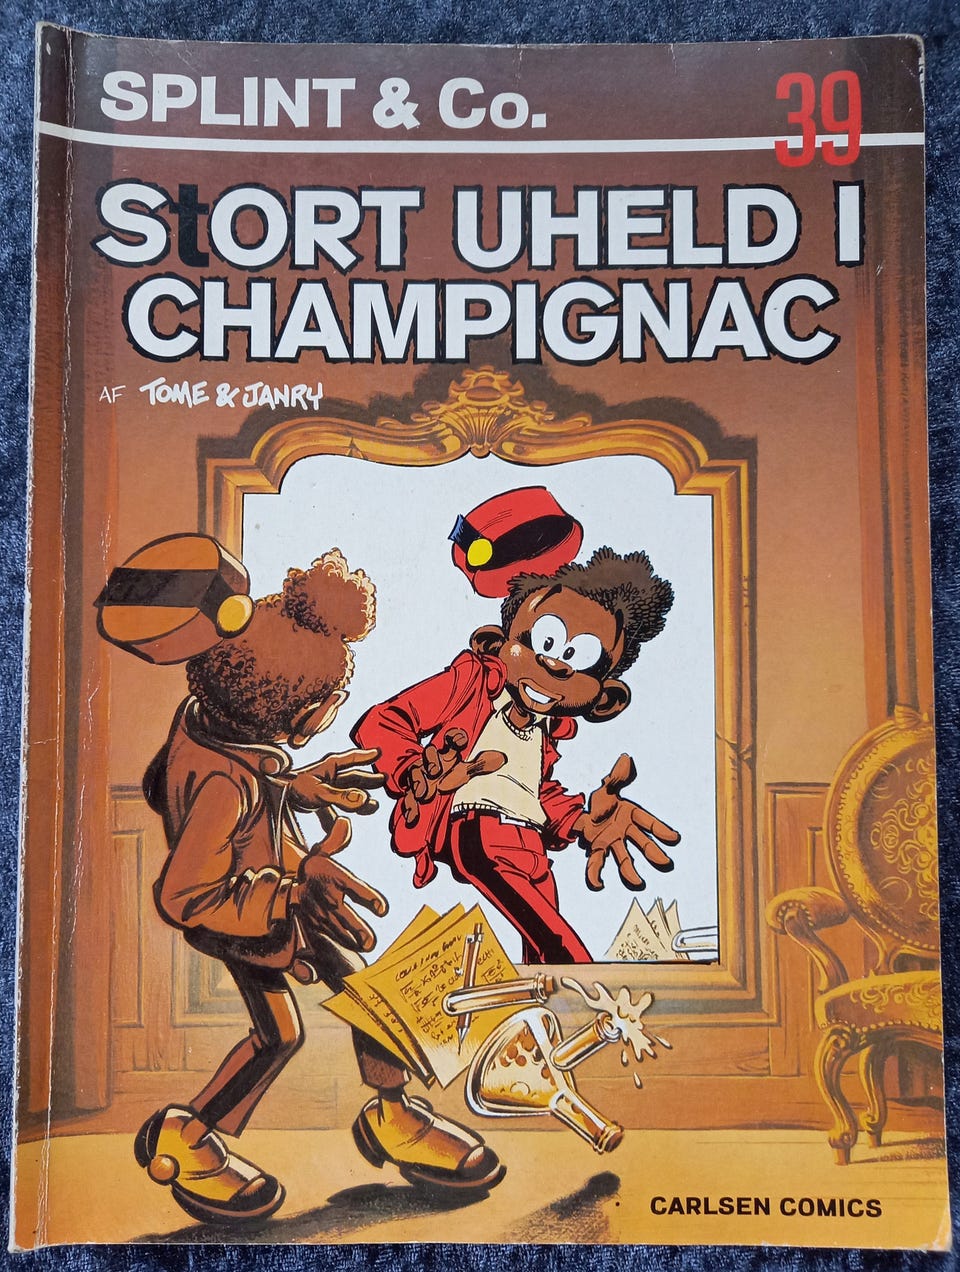 SPLINT & Co.
39
StORT UHELD I
CHAMPIGNAC
AF TOME & JANRY
CARLSEN COMICS